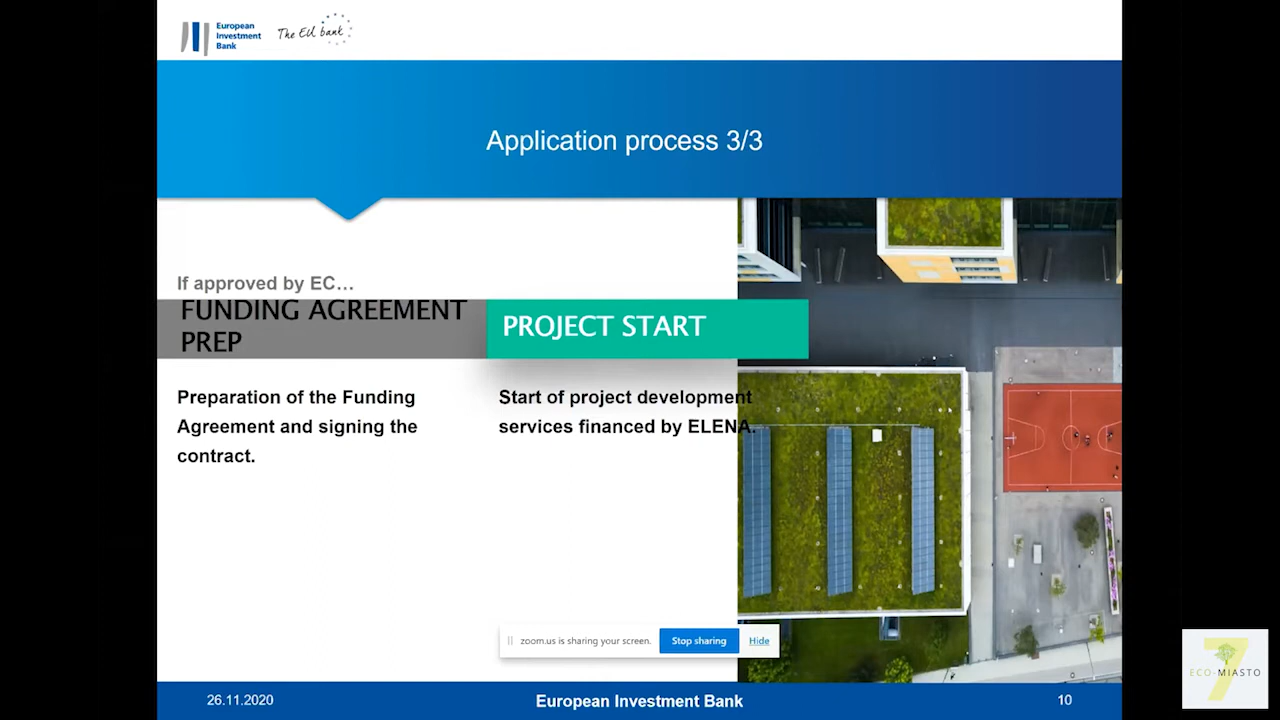 European
Investment
Bank
The EU bank
Application process 3/3
If approved by EC…
FUNDING AGREEMENT
PREP
PROJECT START
Preparation of the Funding
Agreement and signing the
contract.
Start of project development
services financed by ELENA.
zoom.us is sharing your screen.
Stop sharing
Hide
26.11.2020
European Investment Bank
10
7
ECO-MIASTO